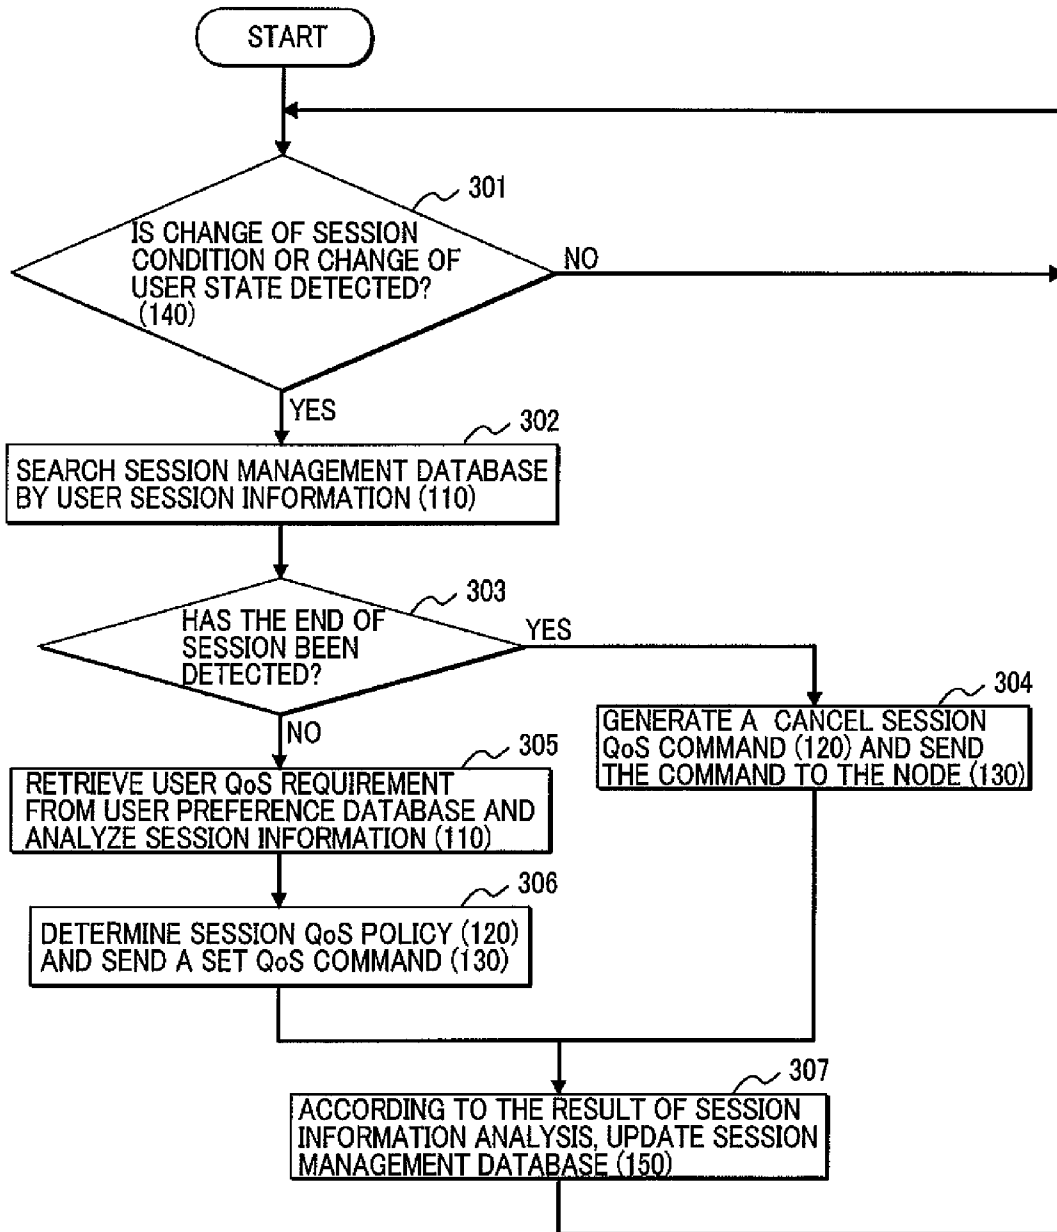 START
301
IS CHANGE OF SESSION
CONDITION OR CHANGE OF
USER STATE DETECTED?
(140)
NO
YES
302
SEARCH SESSION MANAGEMENT DATABASE
BY USER SESSION INFORMATION (110)
303
HAS THE END OF
SESSION BEEN
DETECTED?
YES
NO
304
GENERATE A CANCEL SESSION
QoS COMMAND (120) AND SEND
THE COMMAND TO THE NODE (130)
305
RETRIEVE USER QoS REQUIREMENT
FROM USER PREFERENCE DATABASE AND
ANALYZE SESSION INFORMATION (110)
306
DETERMINE SESSION QoS POLICY (120)
AND SEND A SET QoS COMMAND (130)
307
ACCORDING TO THE RESULT OF SESSION
INFORMATION ANALYSIS, UPDATE SESSION
MANAGEMENT DATABASE (150)